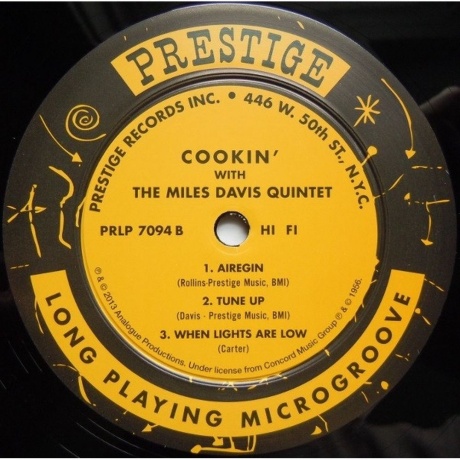 PRESTIGE
PRESTIGE RECORDS INC. • 446 W. 50th ST., N.Y.C.
COOKIN'
WITH
THE MILES DAVIS QUINTET
PRLP 7094 B HI FI
1. AIREGIN
(Rollins-Prestige Music, BMI)
2. TUNE UP
(Davis - Prestige Music, BMI)
3. WHEN LIGHTS ARE LOW
(Carter)
℗ & © 2013 Analogue Productions. Under license from Concord Music Group ℗ & © 1956.
LONG PLAYING MICROGROOVE